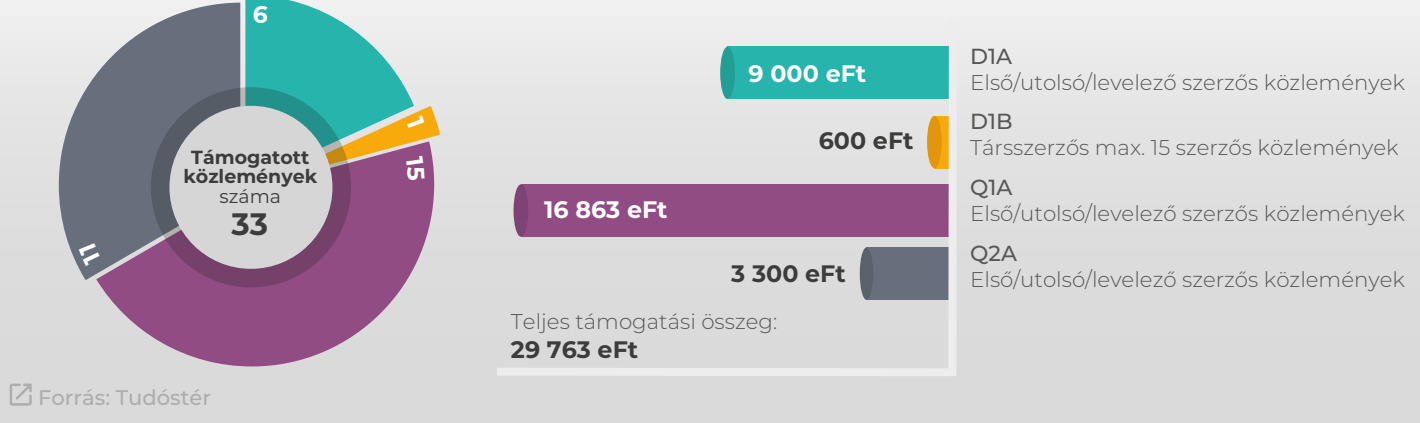 6
1
15
11
Támogatott
közlemények
száma
33
9 000 eFt
D1A
Első/utolsó/levelező szerzős közlemények
600 eFt
D1B
Társszerzős max. 15 szerzős közlemények
16 863 eFt
Q1A
Első/utolsó/levelező szerzős közlemények
3 300 eFt
Q2A
Első/utolsó/levelező szerzős közlemények
Teljes támogatási összeg:
29 763 eFt
Forrás: Tudóstér